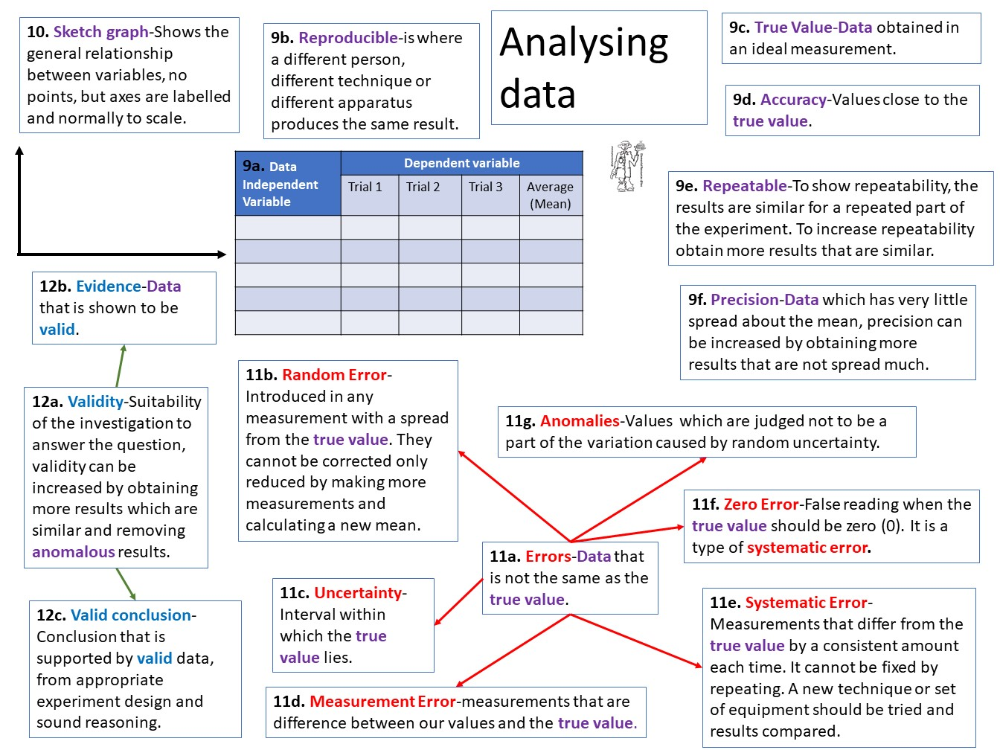 10. Sketch graph-Shows the
general relationship
between variables, no
points, but axes are labelled
and normally to scale.
9b. Reproducible-is where
a different person,
different technique or
different apparatus
produces the same result.
Analysing
data
9c. True Value-Data obtained in
an ideal measurement.
9d. Accuracy-Values close to the
true value.
9a. Data
Independent
Variable
Dependent variable
Trial 1
Trial 2
Trial 3
Average
(Mean)
9e. Repeatable-To show repeatability, the
results are similar for a repeated part of
the experiment. To increase repeatability
obtain more results that are similar.
9f. Precision-Data which has very little
spread about the mean, precision can
be increased by obtaining more
results that are not spread much.
12b. Evidence-Data
that is shown to be
valid.
12a. Validity-Suitability
of the investigation to
answer the question,
validity can be
increased by obtaining
more results which are
similar and removing
anomalous results.
12c. Valid conclusion-
Conclusion that is
supported by valid data,
from appropriate
experiment design and
sound reasoning.
11b. Random Error-
Introduced in any
measurement with a spread
from the true value. They
cannot be corrected only
reduced by making more
measurements and
calculating a new mean.
11g. Anomalies-Values which are judged not to be a
part of the variation caused by random uncertainty.
11f. Zero Error-False reading when the
true value should be zero (0). It is a
type of systematic error.
11a. Errors-Data that
is not the same as the
true value.
11c. Uncertainty-
Interval within
which the true
value lies.
11d. Measurement Error-measurements that are
difference between our values and the true value.
11e. Systematic Error-
Measurements that differ from the
true value by a consistent amount
each time. It cannot be fixed by
repeating. A new technique or set
of equipment should be tried and
results compared.